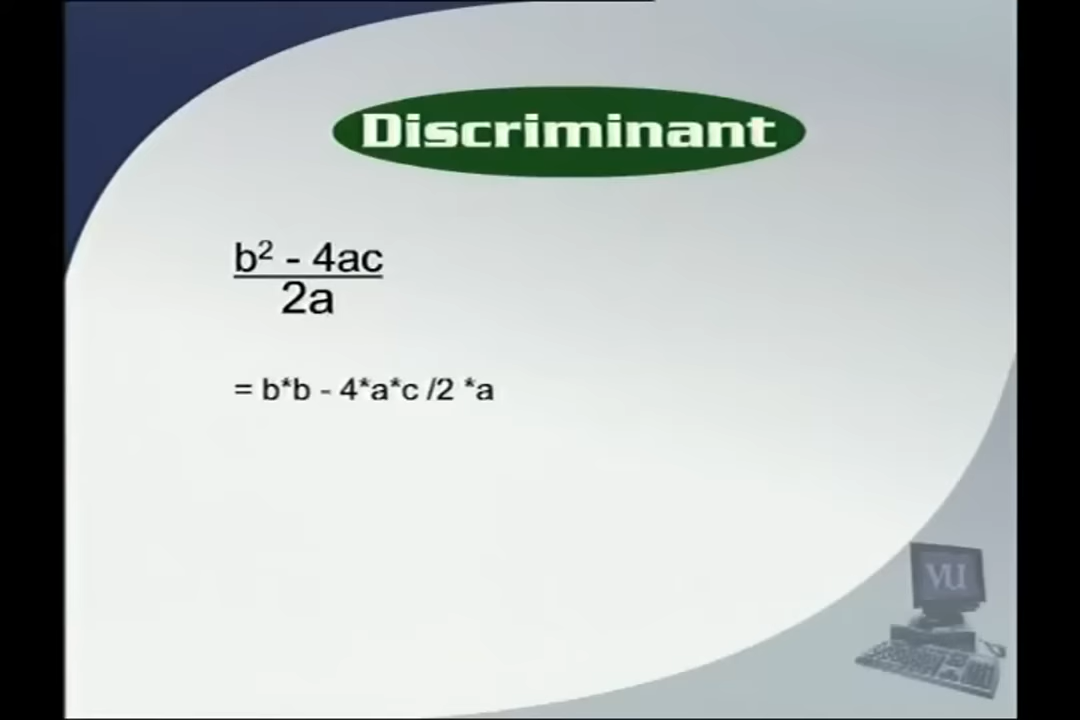 Discriminant
b² - 4ac
2a
= b*b - 4*a*c /2 *a
VU